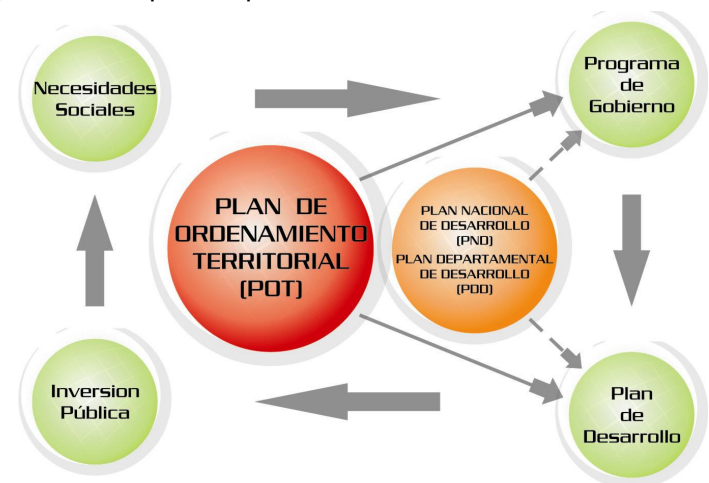 Necesidades
Sociales
Programa
de
Gobierno
PLAN DE
ORDENAMIENTO
TERRITORIAL
(POT)
PLAN NACIONAL
DE DESARROLLO
(PND)
PLAN DEPARTAMENTAL
DE DESARROLLO
(PDD)
Inversion
Pública
Plan
de
Desarrollo